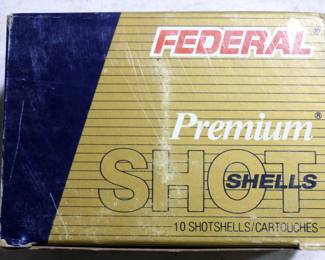 FEDERAL®
Premium®
SHOT
SHELLS
10 SHOTSHELLS/CARTOUCHES